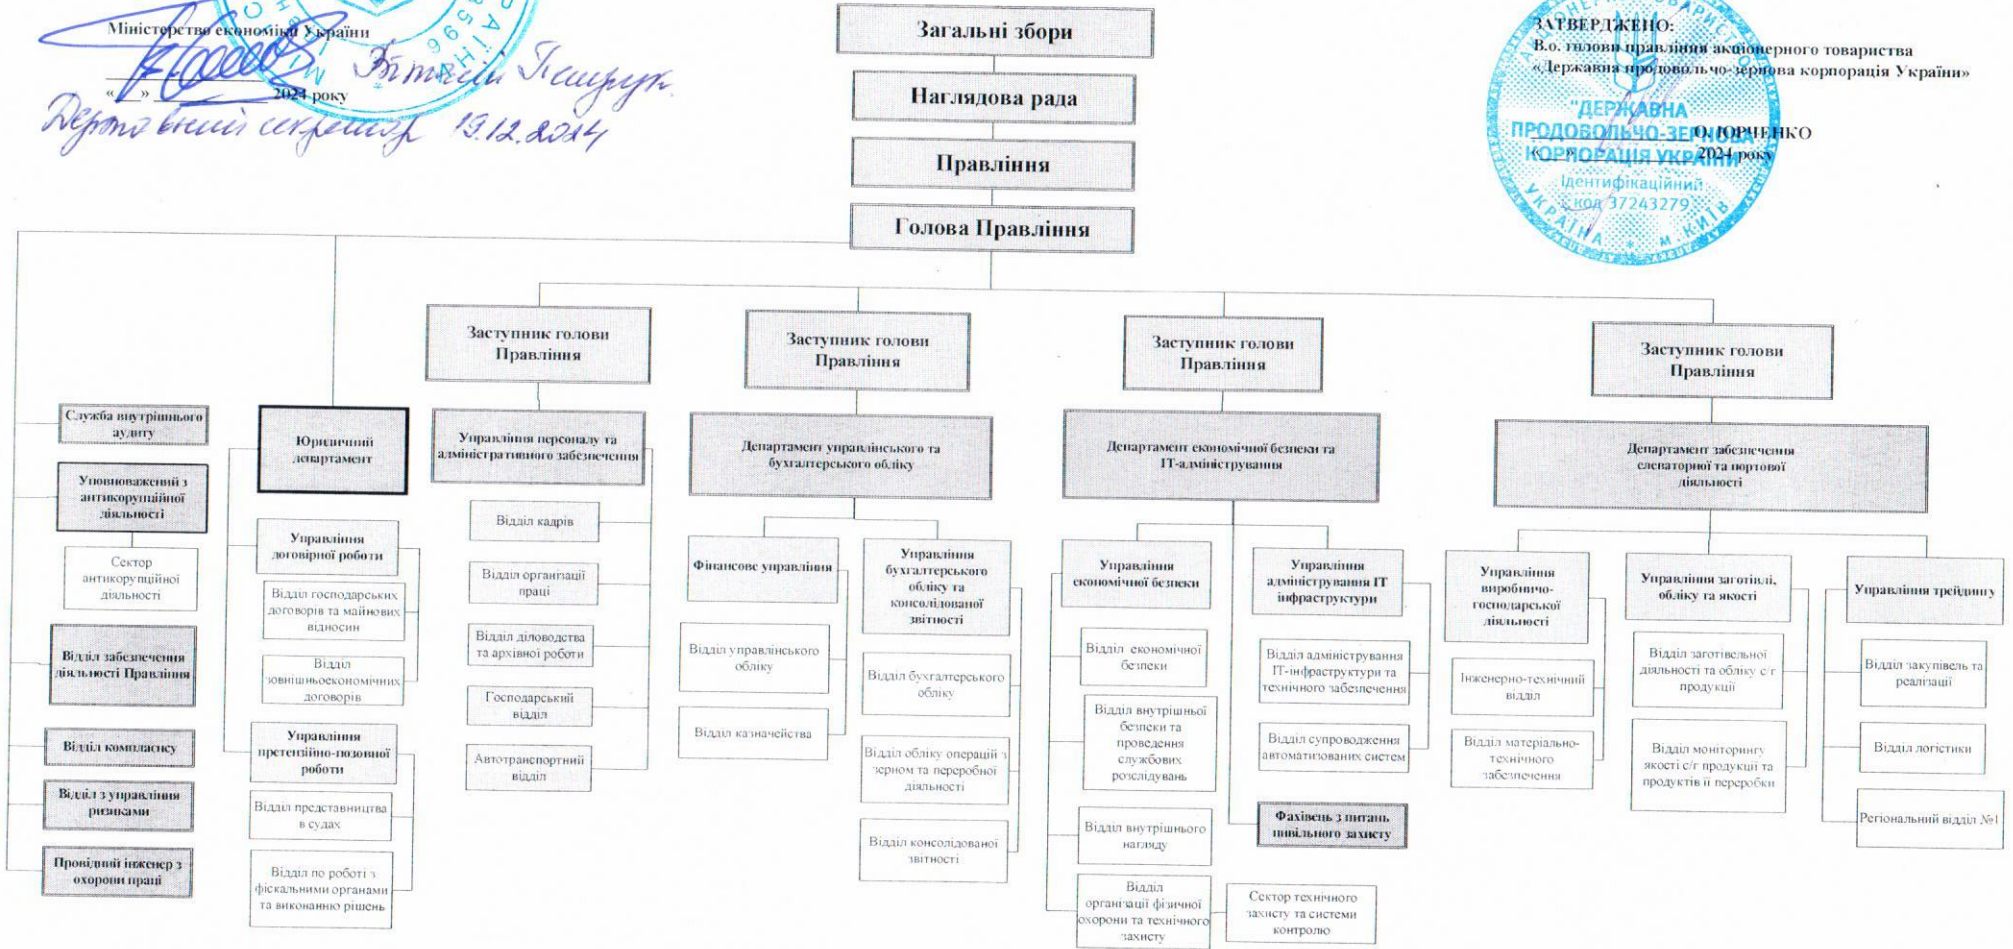 Міністерство економіки України
«___» ____________ 2024 року
19.12.2024
ЗАТВЕРДЖЕНО:
В.о. голови правління акціонерного товариства
«Державна продовольчо-зернова корпорація України»
О. ЮРЧЕНКО
«___» ____________ 2024 року
"ДЕРЖАВНА
ПРОДОВОЛЬЧО-ЗЕРНОВА
КОРПОРАЦІЯ УКРАЇНИ"
Ідентифікаційний
код 37243279
УКРАЇНА * м.КИЇВ
Загальні збори
Наглядова рада
Правління
Голова Правління
Заступник голови
Правління
Заступник голови
Правління
Заступник голови
Правління
Заступник голови
Правління
Служба внутрішнього
аудиту
Уповноважений з
антикорупційної
діяльності
Сектор
антикорупційної
діяльності
Відділ забезпечення
діяльності Правління
Відділ комплаєнсу
Відділ з управління
ризиками
Провідний інженер з
охорони праці
Юридичний
департамент
Управління
договірної роботи
Відділ господарських
договорів та майнових
відносин
Відділ
зовнішньоекономічних
договорів
Управління
претензійно-позовної
роботи
Відділ представництва
в судах
Відділ по роботі з
фіскальними органами
та виконанню рішень
Управління персоналу та
адміністративного забезпечення
Відділ кадрів
Відділ організації
праці
Відділ діловодства
та архівної роботи
Господарський
відділ
Автотранспортний
відділ
Департамент управлінського та
бухгалтерського обліку
Фінансове управління
Відділ управлінського
обліку
Відділ казначейства
Управління
бухгалтерського
обліку та
консолідованої
звітності
Відділ бухгалтерського
обліку
Відділ обліку операцій з
зерном та переробної
діяльності
Відділ консолідованої
звітності
Департамент економічної безпеки та
ІТ-адміністрування
Управління
економічної безпеки
Відділ економічної
безпеки
Відділ внутрішньої
безпеки та
проведення
службових
розслідувань
Відділ внутрішнього
нагляду
Відділ
організації фізичної
охорони та технічного
захисту
Сектор технічного
захисту та системи
контролю
Управління
адміністрування ІТ
інфраструктури
Відділ адміністрування
ІТ-інфраструктури та
технічного забезпечення
Відділ супроводження
автоматизованих систем
Фахівець з питань
цивільного захисту
Департамент забезпечення
елеваторної та портової
діяльності
Управління
виробничо-
господарської
діяльності
Інженерно-технічний
відділ
Відділ матеріально-
технічного
забезпечення
Управління заготівлі,
обліку та якості
Відділ заготівельної
діяльності та обліку с/г
продукції
Відділ моніторингу
якості с/г продукції та
продуктів її переробки
Управління трейдингу
Відділ закупівель та
реалізації
Відділ логістики
Регіональний відділ №1